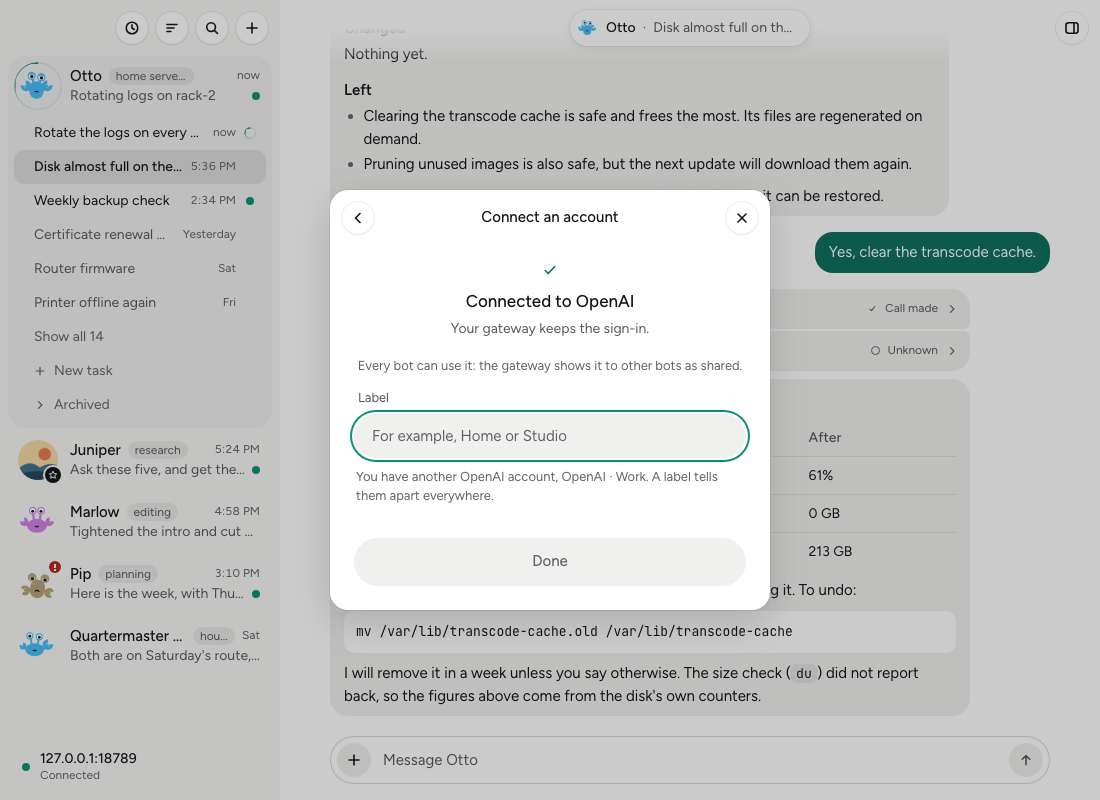 Otto
home serve...
now
Rotating logs on rack-2
Rotate the logs on every ...
now
Disk almost full on the...
5:36 PM
Weekly backup check
2:34 PM
Certificate renewal ...
Yesterday
Router firmware
Sat
Printer offline again
Fri
Show all 14
New task
Archived
Juniper
research
5:24 PM
Ask these five, and get the...
Marlow
editing
4:58 PM
Tightened the intro and cut ...
Pip
planning
3:10 PM
Here is the week, with Thu...
Quartermaster ...
hou...
Sat
Both are on Saturday's route,...
127.0.0.1:18789
Connected
Otto · Disk almost full on th...
Changed
Nothing yet.
Left
Clearing the transcode cache is safe and frees the most. Its files are regenerated on
demand.
Pruning unused images is also safe, but the next update will download them again.
it can be restored.
Yes, clear the transcode cache.
Call made
Unknown
After
61%
0 GB
213 GB
g it. To undo:
mv /var/lib/transcode-cache.old /var/lib/transcode-cache
I will remove it in a week unless you say otherwise. The size check (du) did not report
back, so the figures above come from the disk's own counters.
Message Otto
Connect an account
Connected to OpenAI
Your gateway keeps the sign-in.
Every bot can use it: the gateway shows it to other bots as shared.
Label
For example, Home or Studio
You have another OpenAI account, OpenAI · Work. A label tells
them apart everywhere.
Done